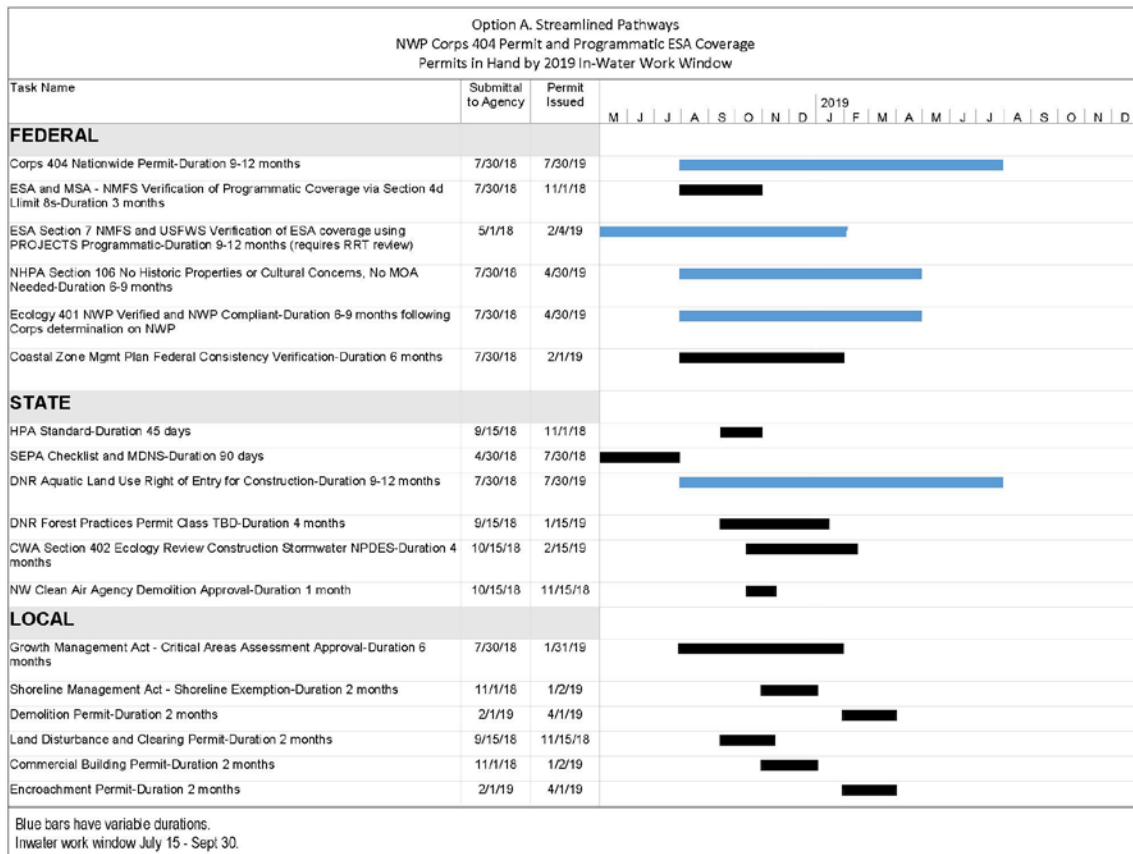 Option A. Streamlined Pathways
NWP Corps 404 Permit and Programmatic ESA Coverage
Permits in Hand by 2019 In-Water Work Window
Task Name Submittal to Agency Permit Issued
2019
M J J A S O N D J F M A M J J A S O N D
FEDERAL
Corps 404 Nationwide Permit-Duration 9-12 months 7/30/18 7/30/19
ESA and MSA - NMFS Verification of Programmatic Coverage via Section 4d 7/30/18 11/1/18
Llimit 8s-Duration 3 months
ESA Section 7 NMFS and USFWS Verification of ESA coverage using 5/1/18 2/4/19
PROJECTS Programmatic-Duration 9-12 months (requires RRT review)
NHPA Section 106 No Historic Properties or Cultural Concerns, No MOA 7/30/18 4/30/19
Needed-Duration 6-9 months
Ecology 401 NWP Verified and NWP Compliant-Duration 6-9 months following 7/30/18 4/30/19
Corps determination on NWP
Coastal Zone Mgmt Plan Federal Consistency Verification-Duration 6 months 7/30/18 2/1/19
STATE
HPA Standard-Duration 45 days 9/15/18 11/1/18
SEPA Checklist and MDNS-Duration 90 days 4/30/18 7/30/18
DNR Aquatic Land Use Right of Entry for Construction-Duration 9-12 months 7/30/18 7/30/19
DNR Forest Practices Permit Class TBD-Duration 4 months 9/15/18 1/15/19
CWA Section 402 Ecology Review Construction Stormwater NPDES-Duration 4 10/15/18 2/15/19
months
NW Clean Air Agency Demolition Approval-Duration 1 month 10/15/18 11/15/18
LOCAL
Growth Management Act - Critical Areas Assessment Approval-Duration 6 7/30/18 1/31/19
months
Shoreline Management Act - Shoreline Exemption-Duration 2 months 11/1/18 1/2/19
Demolition Permit-Duration 2 months 2/1/19 4/1/19
Land Disturbance and Clearing Permit-Duration 2 months 9/15/18 11/15/18
Commercial Building Permit-Duration 2 months 11/1/18 1/2/19
Encroachment Permit-Duration 2 months 2/1/19 4/1/19
Blue bars have variable durations.
Inwater work window July 15 - Sept 30.